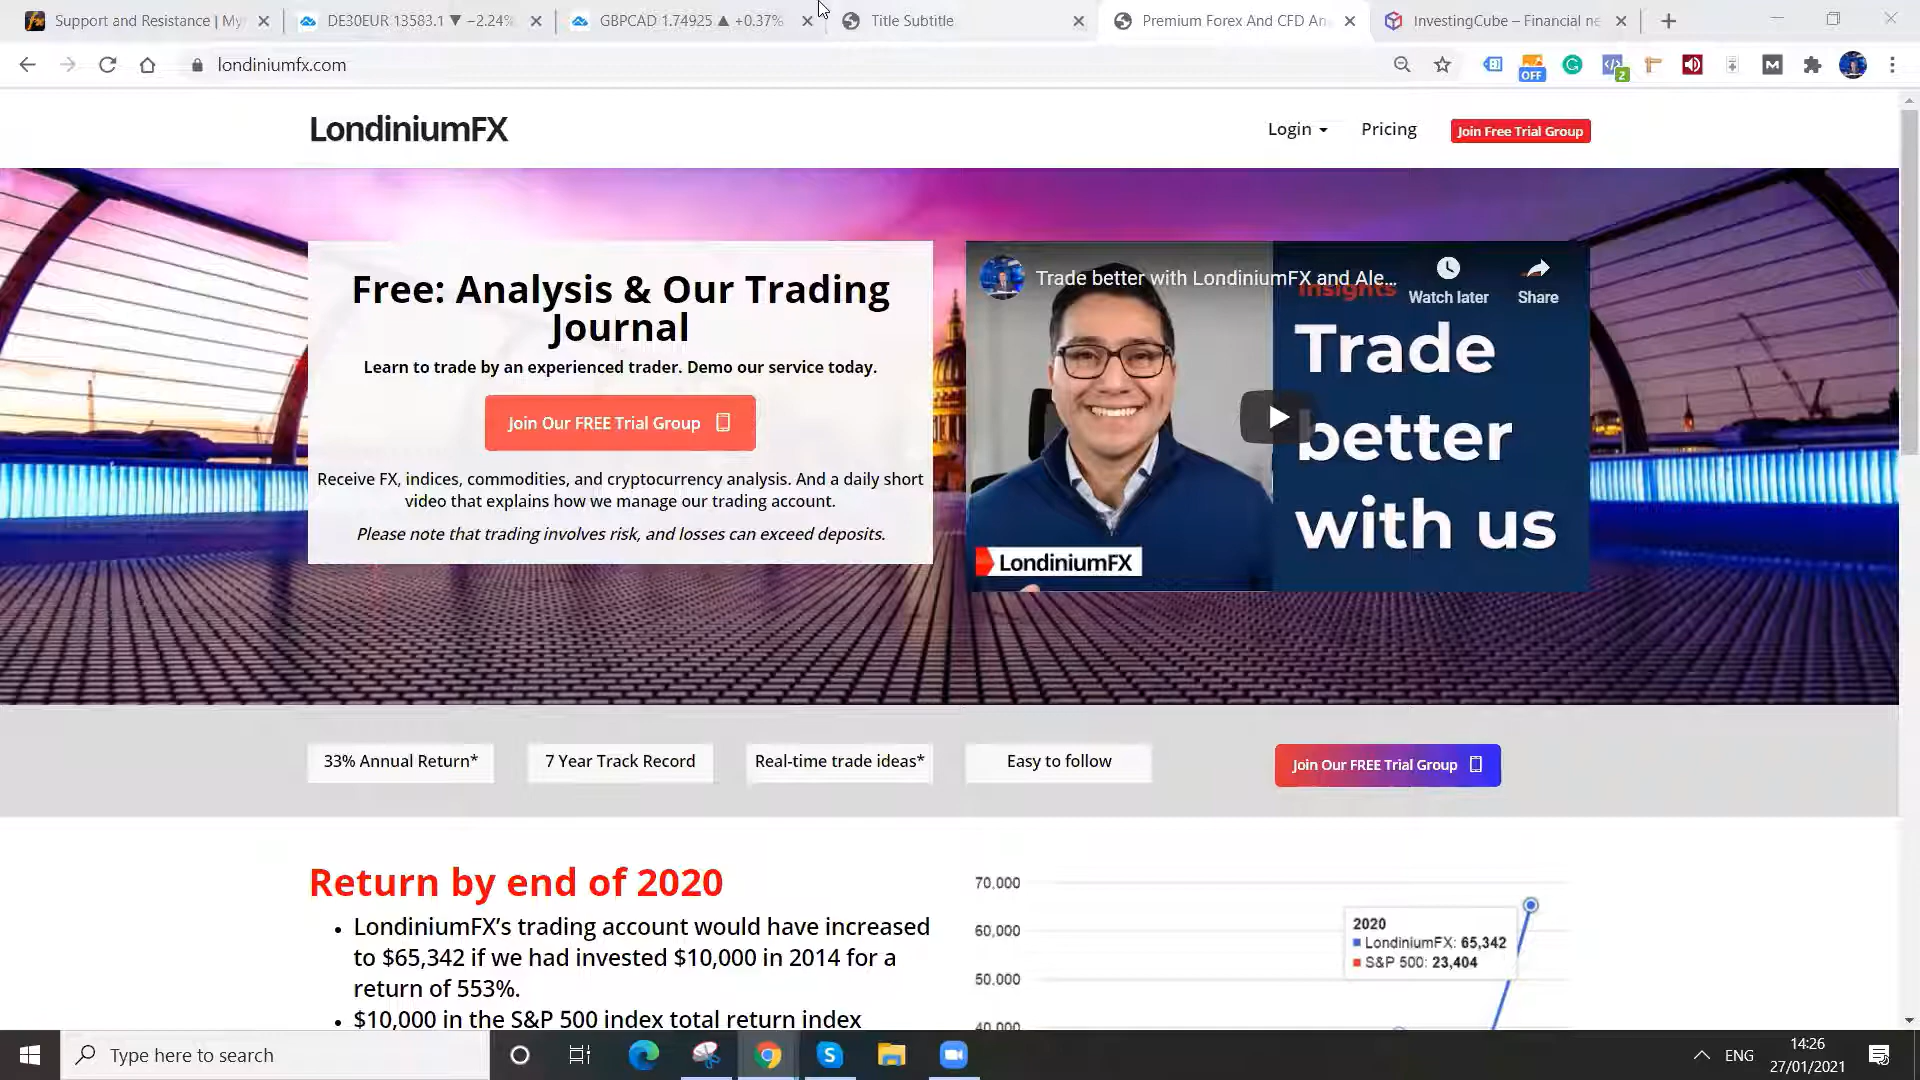 Support and Resistance | My
DE30EUR 13583.1 ▼ −2.24%
GBPCAD 1.74925 ▲ +0.37%
Title Subtitle
Premium Forex And CFD An
InvestingCube – Financial ne
londiniumfx.com
OFF
2
LondiniumFX
Login
Pricing
Join Free Trial Group
Free: Analysis & Our Trading
Journal
Learn to trade by an experienced trader. Demo our service today.
Join Our FREE Trial Group
Receive FX, indices, commodities, and cryptocurrency analysis. And a daily short
video that explains how we manage our trading account.
Please note that trading involves risk, and losses can exceed deposits.
Trade better with LondiniumFX and Ale...
Watch later
Share
Insights
Trade
better
with us
LondiniumFX
33% Annual Return*
7 Year Track Record
Real-time trade ideas*
Easy to follow
Join Our FREE Trial Group
Return by end of 2020
• LondiniumFX’s trading account would have increased
to $65,342 if we had invested $10,000 in 2014 for a
return of 553%.
• $10,000 in the S&P 500 index total return index
70,000
60,000
50,000
40,000
2020
LondiniumFX: 65,342
S&P 500: 23,404
Type here to search
ENG
14:26
27/01/2021